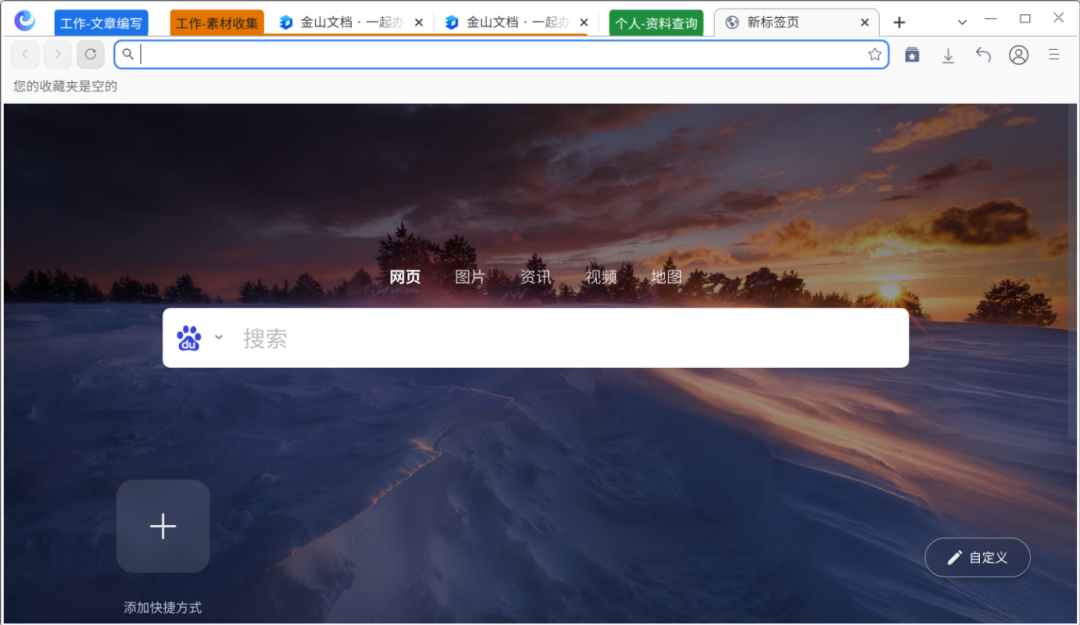 工作-文章编写 工作-素材收集 金山文档 · 一起办 金山文档 · 一起办 个人-资料查询 新标签页
您的收藏夹是空的
网页 图片 资讯 视频 地图
du 搜索
自定义
添加快捷方式